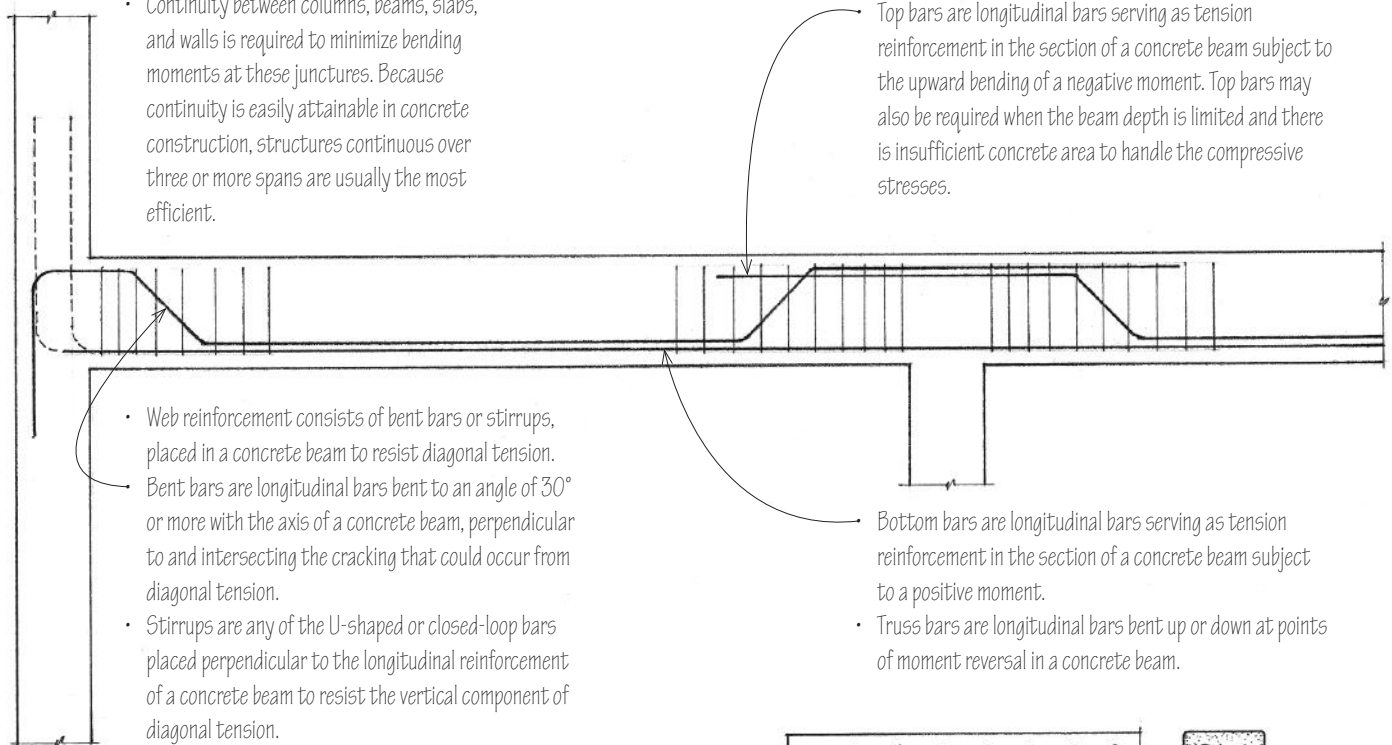 • Continuity between columns, beams, slabs,
and walls is required to minimize bending
moments at these junctures. Because
continuity is easily attainable in concrete
construction, structures continuous over
three or more spans are usually the most
efficient.
Top bars are longitudinal bars serving as tension
reinforcement in the section of a concrete beam subject to
the upward bending of a negative moment. Top bars may
also be required when the beam depth is limited and there
is insufficient concrete area to handle the compressive
stresses.
• Web reinforcement consists of bent bars or stirrups,
placed in a concrete beam to resist diagonal tension.
• Bent bars are longitudinal bars bent to an angle of 30°
or more with the axis of a concrete beam, perpendicular
to and intersecting the cracking that could occur from
diagonal tension.
• Stirrups are any of the U-shaped or closed-loop bars
placed perpendicular to the longitudinal reinforcement
of a concrete beam to resist the vertical component of
diagonal tension.
• Bottom bars are longitudinal bars serving as tension
reinforcement in the section of a concrete beam subject
to a positive moment.
• Truss bars are longitudinal bars bent up or down at points
of moment reversal in a concrete beam.